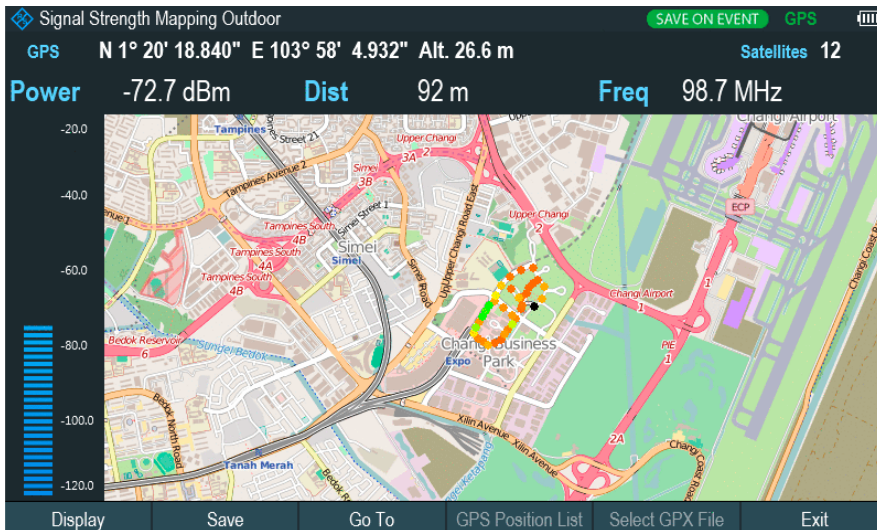 Signal Strength Mapping Outdoor SAVE ON EVENT GPS
GPS N 1° 20' 18.840" E 103° 58' 4.932" Alt. 26.6 m Satellites 12
Power -72.7 dBm Dist 92 m Freq 98.7 MHz
-20.0
-40.0
-60.0
-80.0
-100.0
-120.0
Tampines
Street 21
Upper Changi
3A 2
Changi Airport
Simei
3B
Tampines Avenue 2
ECP
Simei Street 1
Upper Changi Road East
Upper Changi
2
Tampines South
4B
Simei
Simei
Tampines South
4A
Tampines South
4B
Simei Road
1
Changi Airport
1
Changi Coast R
Bedok Reservoir
6
Sungei Bedok
Changi Business
Park
Expo
PIE
1
Xilin Avenue
Xilin Avenue
2A
Bedok North Road
Tanah Merah
Sungei Ketapang
Changi Coast Road
Display Save Go To GPS Position List Select GPX File Exit